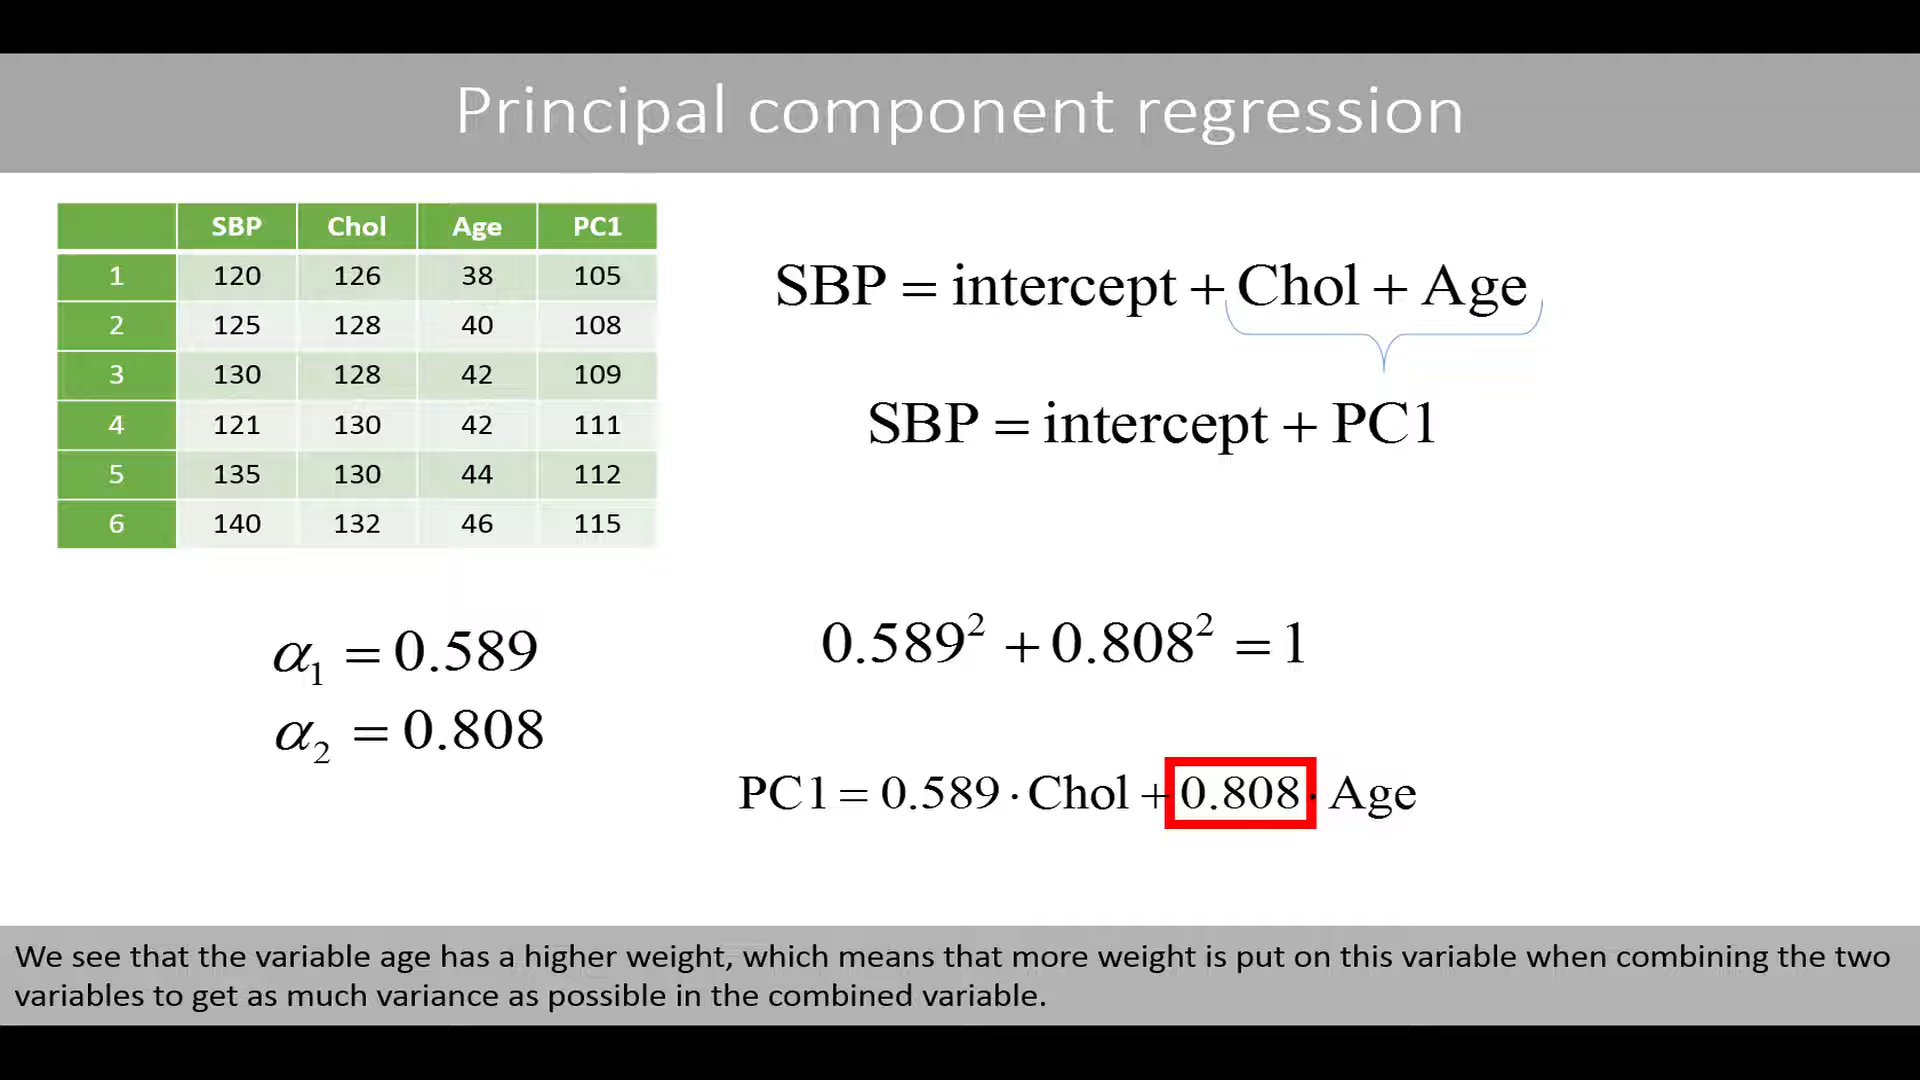 Principal component regression
SBP Chol Age PC1
1 120 126 38 105
2 125 128 40 108
3 130 128 42 109
4 121 130 42 111
5 135 130 44 112
6 140 132 46 115
SBP = intercept + Chol + Age
SBP = intercept + PC1
α₁ = 0.589
α₂ = 0.808
0.589² + 0.808² = 1
PC1 = 0.589 · Chol + 0.808 · Age
We see that the variable age has a higher weight, which means that more weight is put on this variable when combining the two
variables to get as much variance as possible in the combined variable.